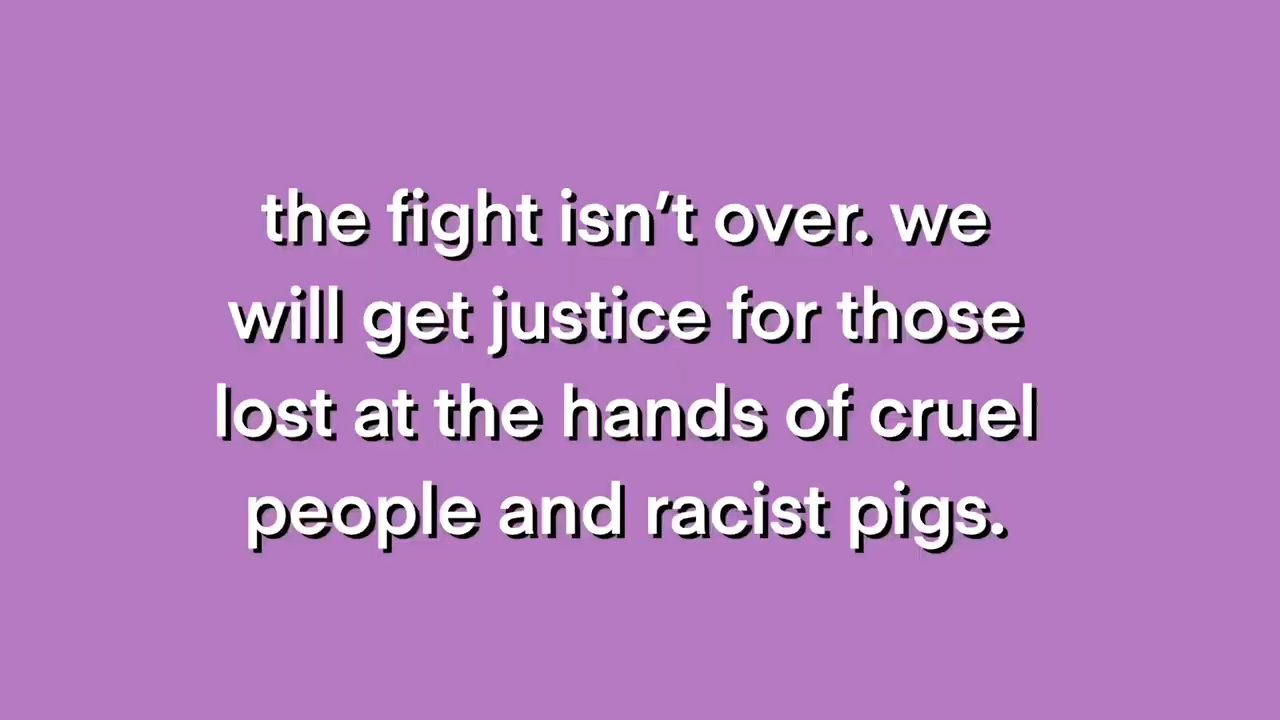 the fight isn’t over. we
will get justice for those
lost at the hands of cruel
people and racist pigs.